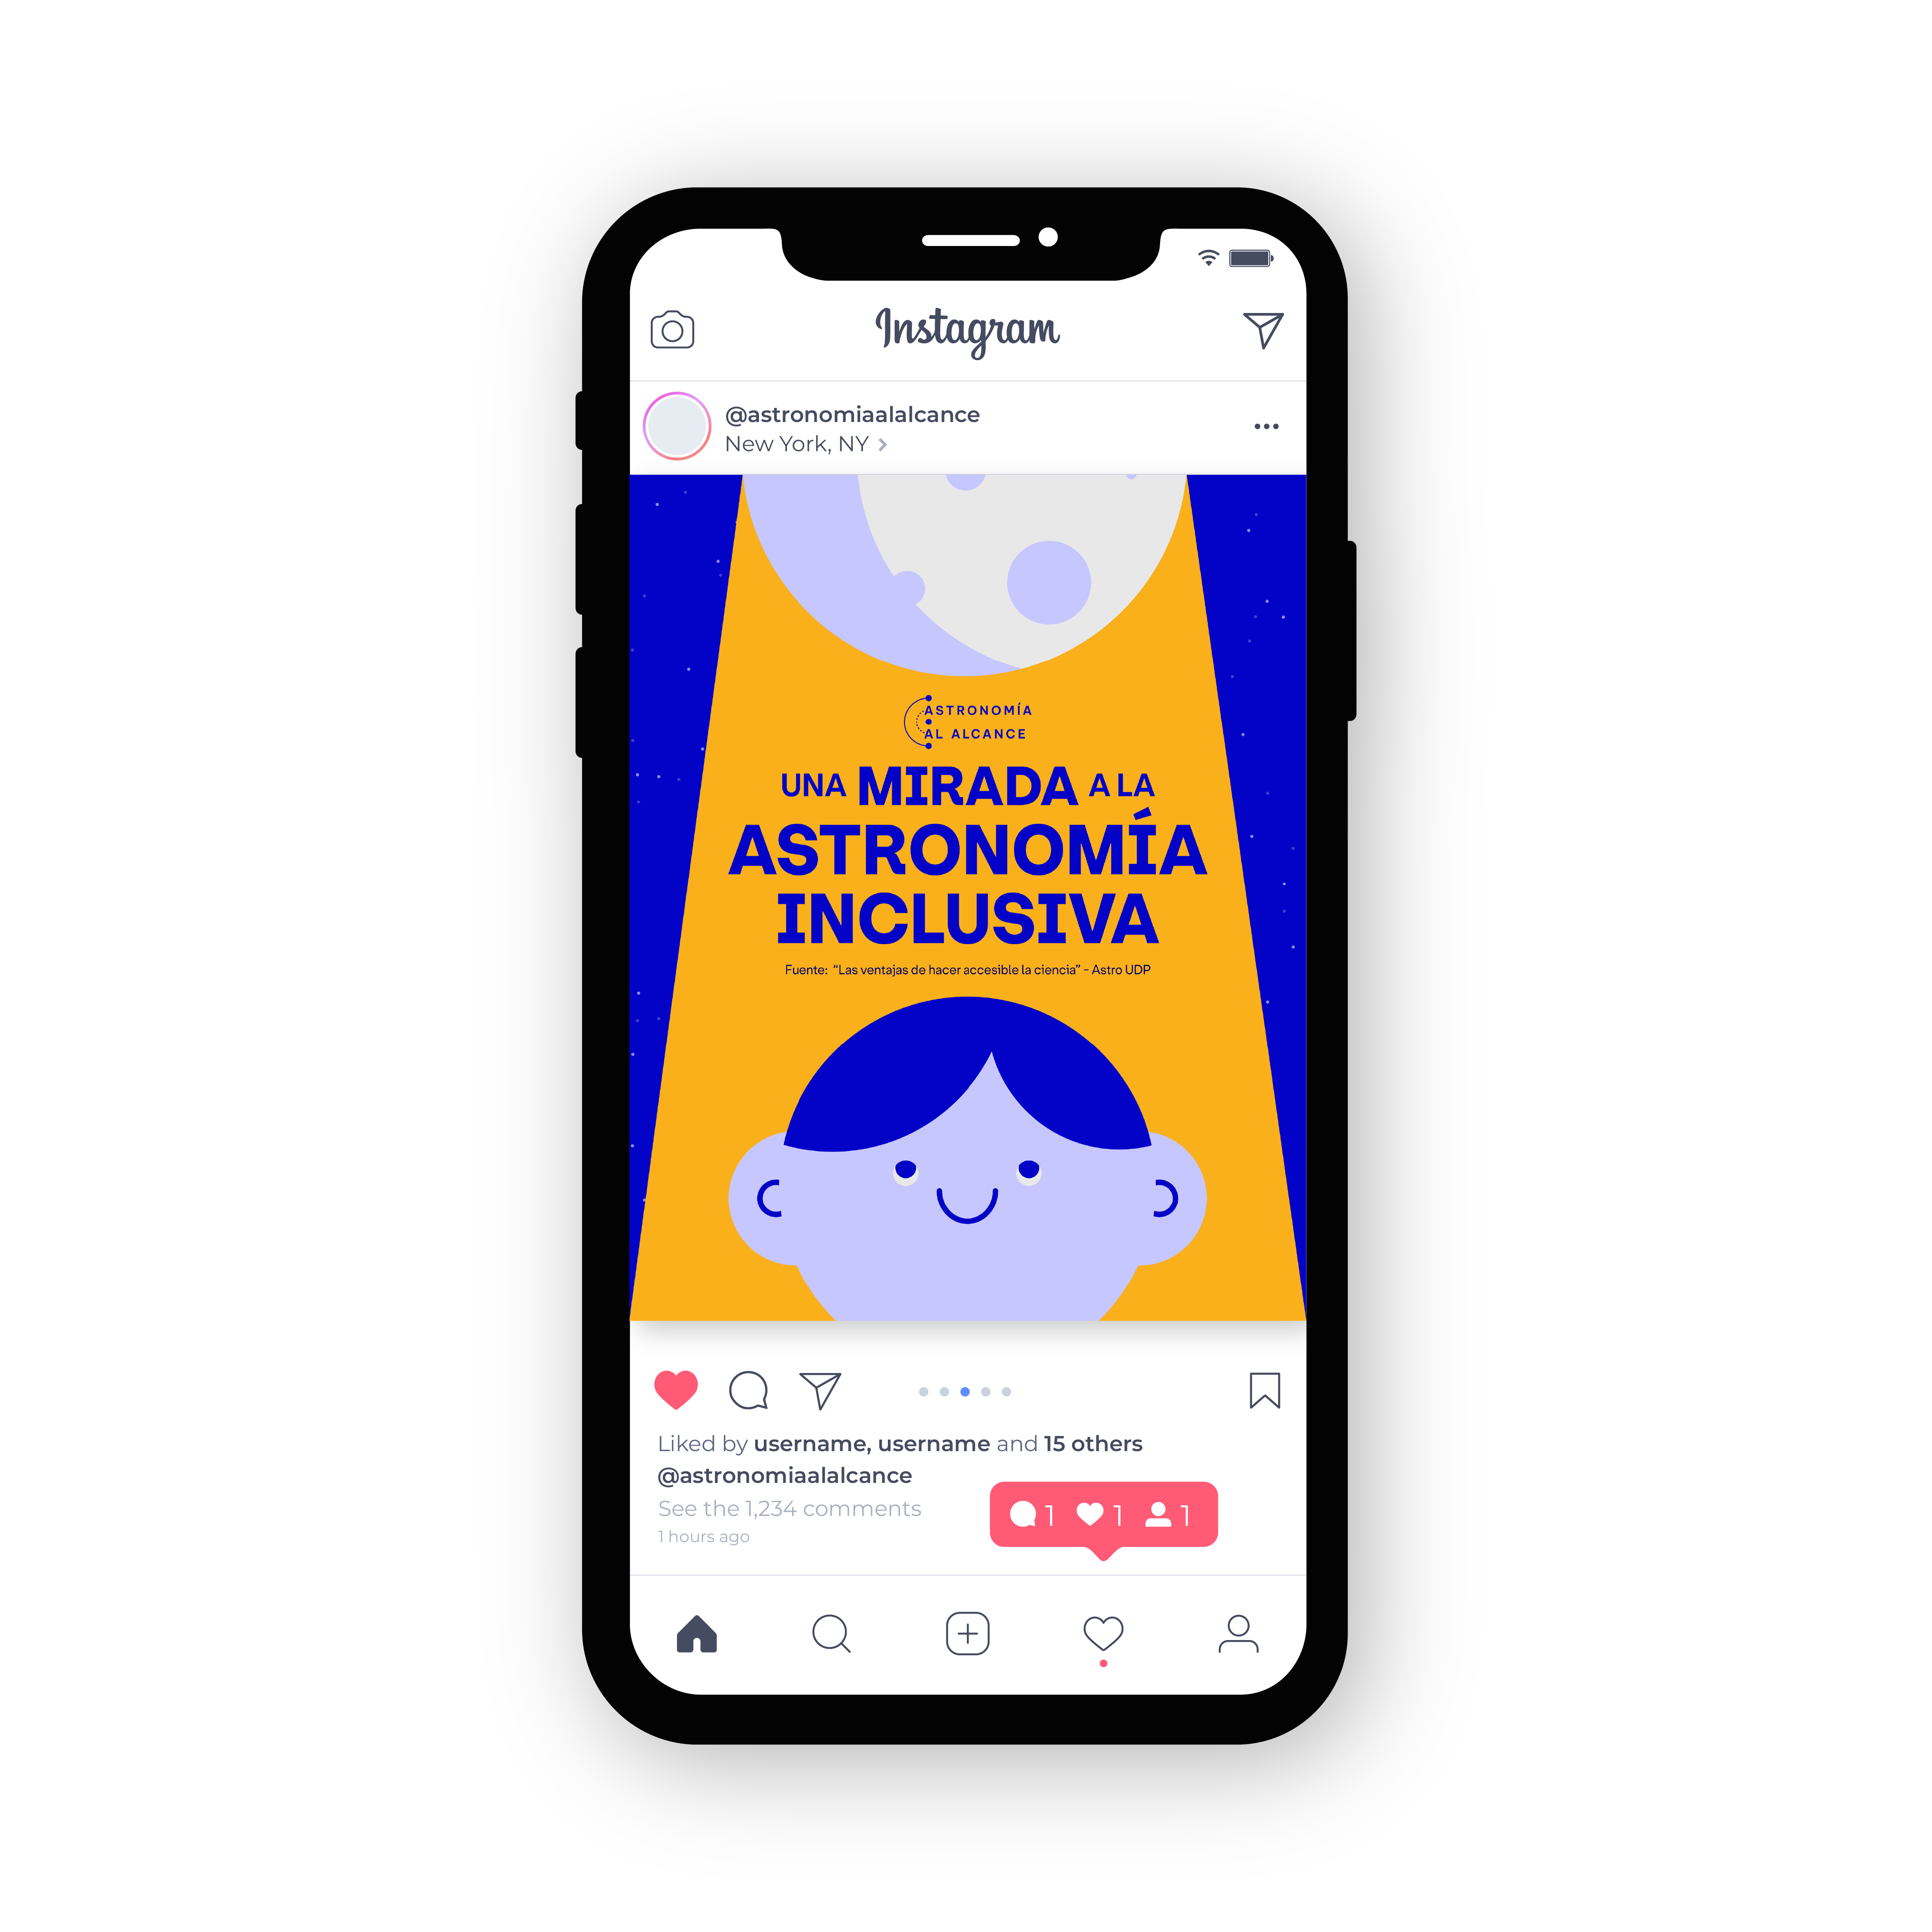 Instagram
@astronomiaalalcance
New York, NY >
ASTRONOMÍA
AL ALCANCE
UNA MIRADA A LA
ASTRONOMÍA
INCLUSIVA
Fuente: “Las ventajas de hacer accesible la ciencia” - Astro UDP
Liked by username, username and 15 others
@astronomiaalalcance
See the 1,234 comments
1 1 1
1 hours ago